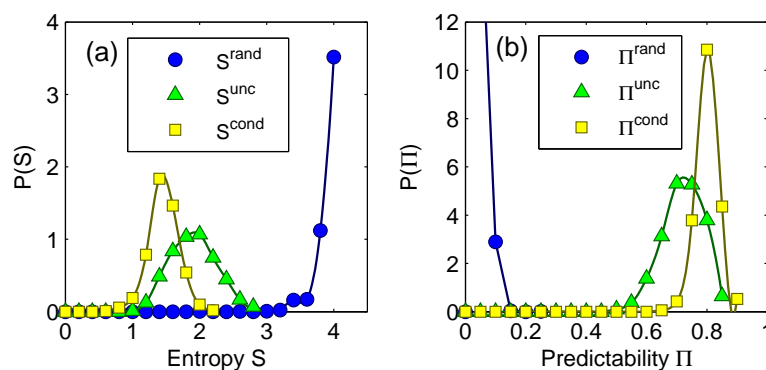 (a)
S^rand
S^unc
S^cond
P(S)
4
3
2
1
0
0 1 2 3 4
Entropy S
(b)
Π^rand
Π^unc
Π^cond
P(Π)
12
10
8
6
4
2
0
0 0.2 0.4 0.6 0.8 1
Predictability Π